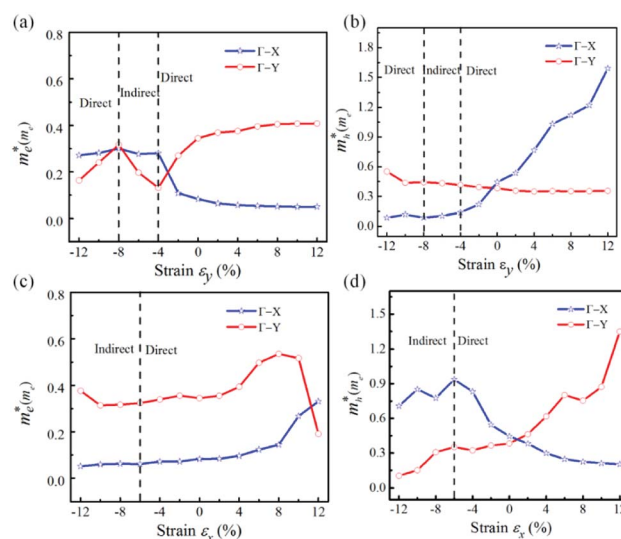 (a)
Γ−X
Γ−Y
Direct
Indirect
Direct
0.6
0.4
0.2
0.0
m*e(me)
-12 -8 -4 0 4 8 12
Strain εy (%)
(b)
Γ−X
Γ−Y
Direct
Indirect
Direct
1.8
1.5
1.2
0.9
0.6
0.3
0.0
m*h(me)
-12 -8 -4 0 4 8 12
Strain εy (%)
(c)
Γ−X
Γ−Y
Indirect
Direct
0.8
0.6
0.4
0.2
0.0
m*e(me)
-12 -8 -4 0 4 8 12
Strain εx (%)
(d)
Γ−X
Γ−Y
Indirect
Direct
1.8
1.5
1.2
0.9
0.6
0.3
0.0
m*h(me)
-12 -8 -4 0 4 8 12
Strain εx (%)